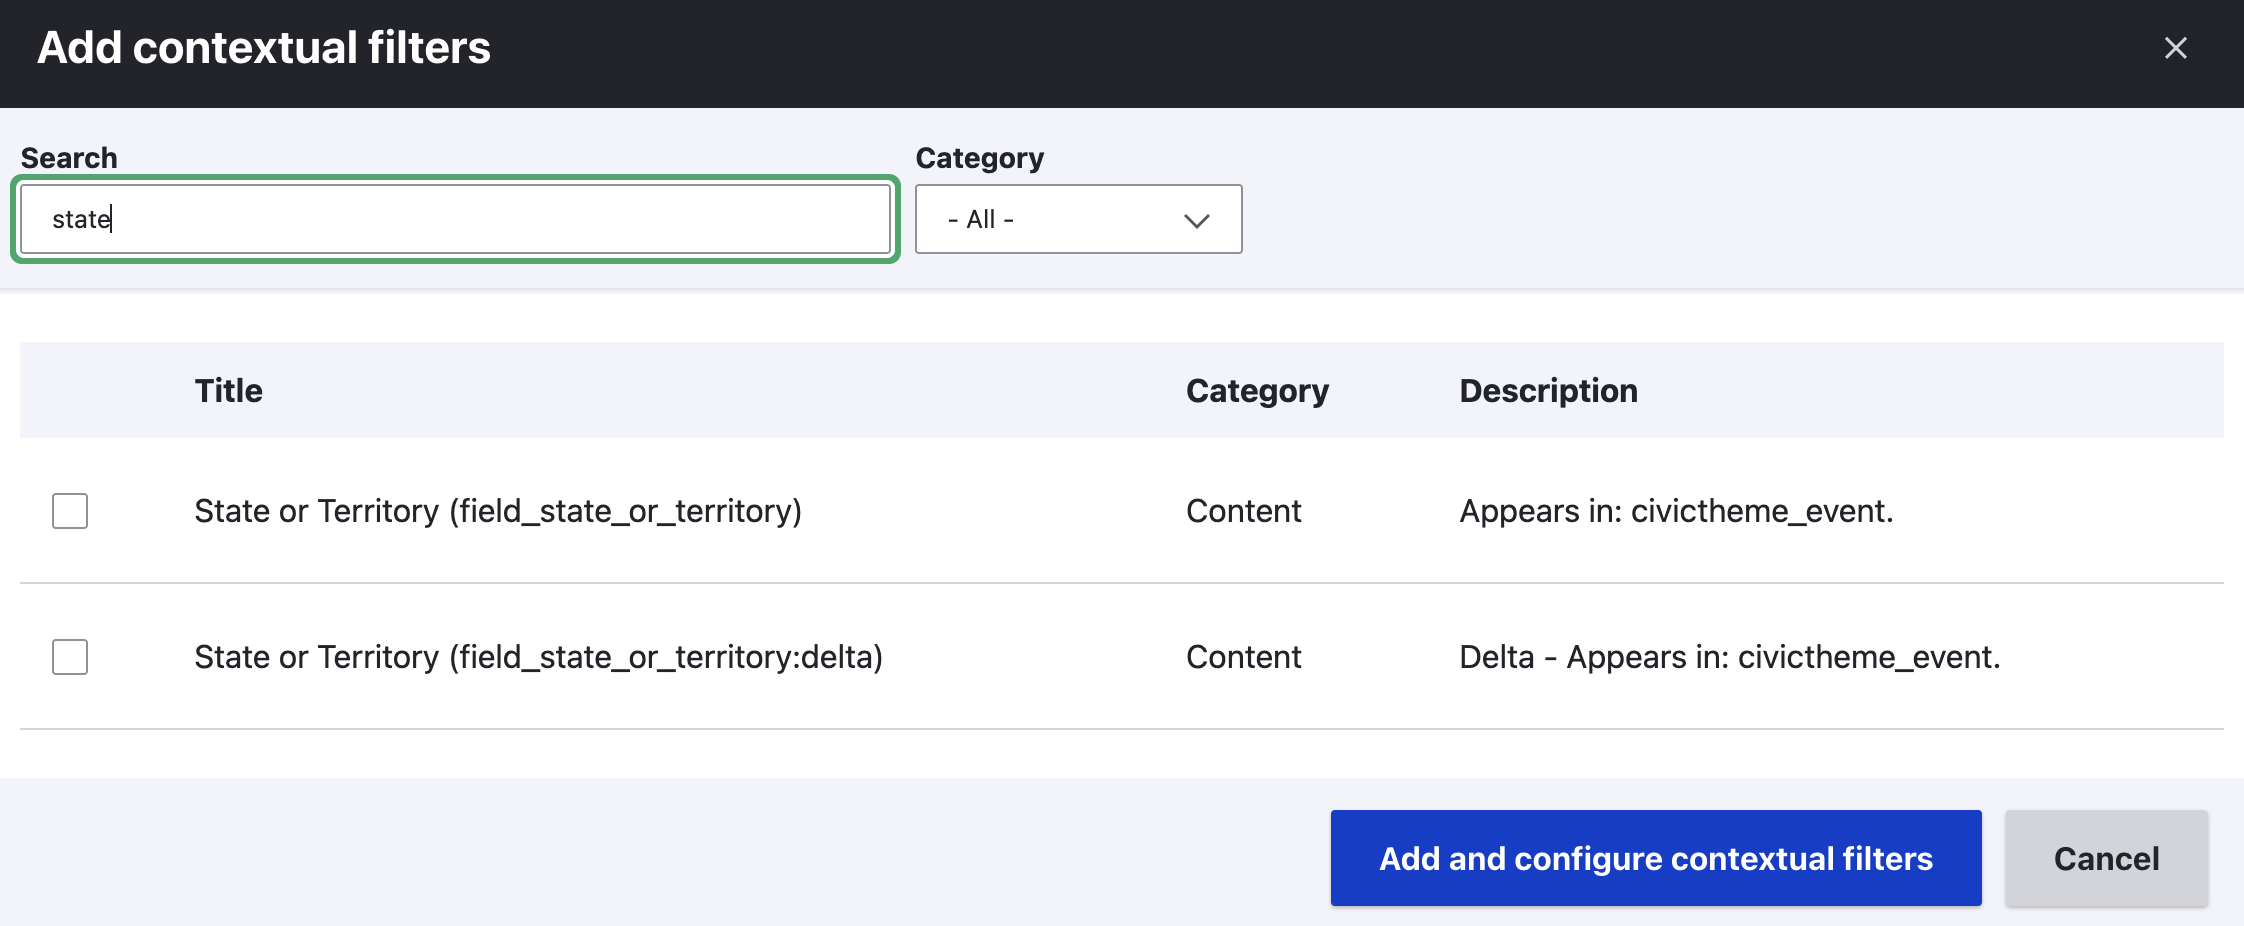 Add contextual filters
Search Category
state - All -
Title Category Description
State or Territory (field_state_or_territory) Content Appears in: civictheme_event.
State or Territory (field_state_or_territory:delta) Content Delta - Appears in: civictheme_event.
Add and configure contextual filters Cancel